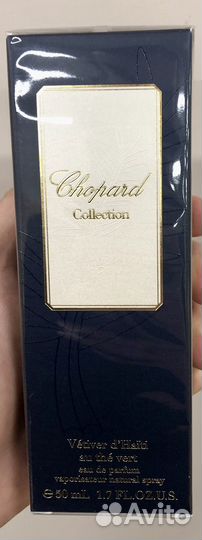 Chopard
Collection
Vétiver d'Haïti
au thé vert
eau de parfum
vaporisateur natural spray
e 50 ml. 1.7 FL.OZ.U.S.
Avito